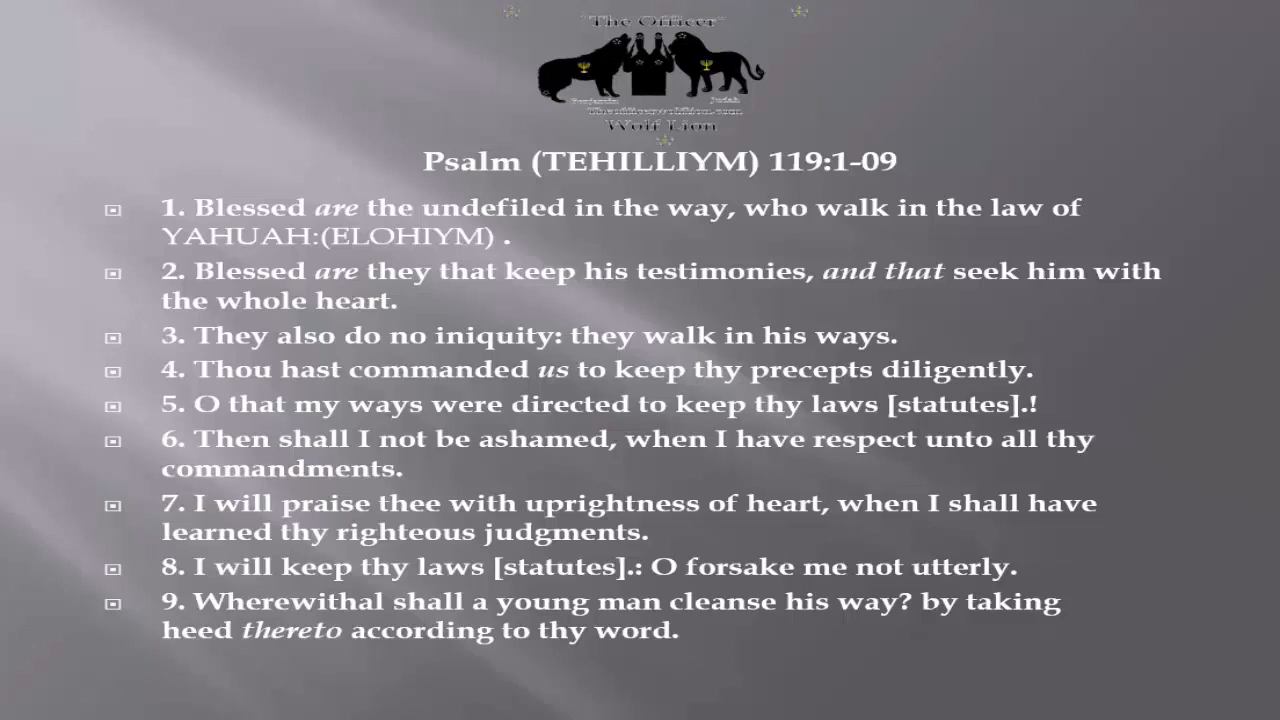 "The Officer"
Benjamin Judah
Theofficerwolflion.com
Wolf Lion
Psalm (TEHILLIYM) 119:1-09
1. Blessed are the undefiled in the way, who walk in the law of
YAHUAH:(ELOHIYM) .
2. Blessed are they that keep his testimonies, and that seek him with
the whole heart.
3. They also do no iniquity: they walk in his ways.
4. Thou hast commanded us to keep thy precepts diligently.
5. O that my ways were directed to keep thy laws [statutes].!
6. Then shall I not be ashamed, when I have respect unto all thy
commandments.
7. I will praise thee with uprightness of heart, when I shall have
learned thy righteous judgments.
8. I will keep thy laws [statutes].: O forsake me not utterly.
9. Wherewithal shall a young man cleanse his way? by taking
heed thereto according to thy word.